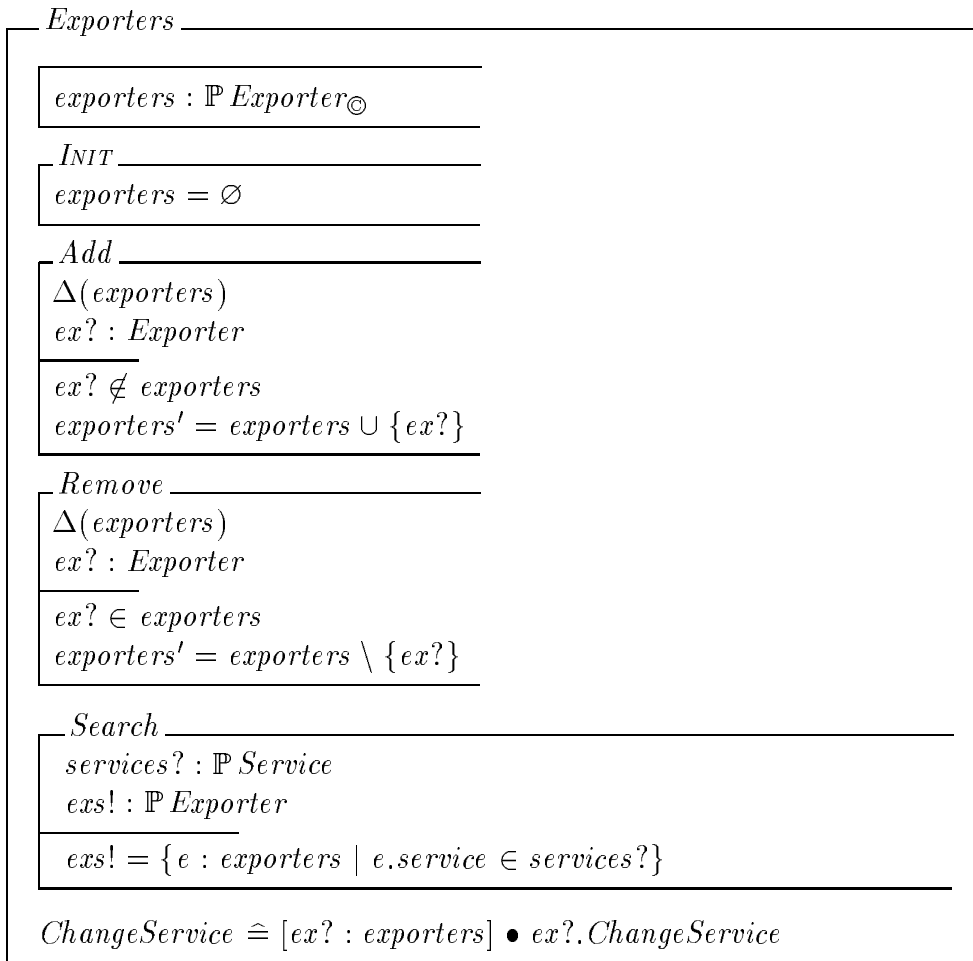 Exporters
exporters : ℙ Exporter©
INIT
exporters = ∅
Add
Δ(exporters)
ex? : Exporter
ex? ∉ exporters
exporters′ = exporters ∪ {ex?}
Remove
Δ(exporters)
ex? : Exporter
ex? ∈ exporters
exporters′ = exporters \ {ex?}
Search
services? : ℙ Service
exs! : ℙ Exporter
exs! = {e : exporters | e.service ∈ services?}
ChangeService ≙ [ex? : exporters] • ex?.ChangeService